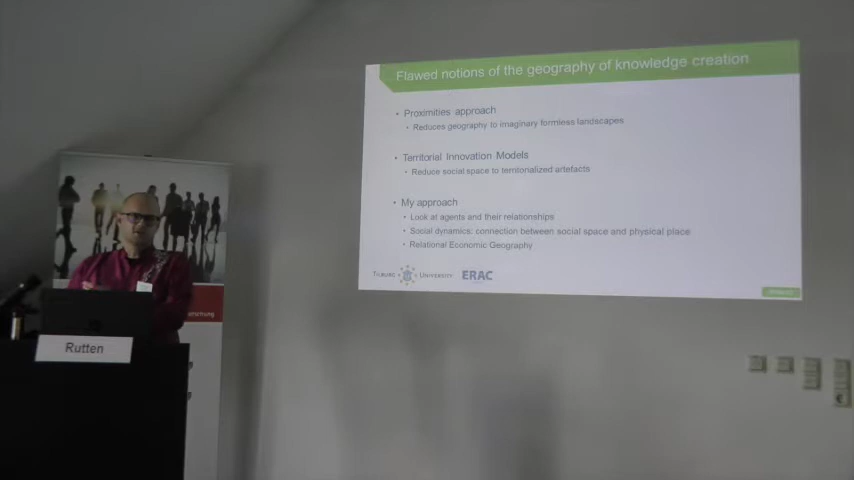 Flawed notions of the geography of knowledge creation
• Proximities approach
• Reduces geography to imaginary formless landscapes
• Territorial Innovation Models
• Reduce social space to territorialized artefacts
• My approach
• Look at agents and their relationships
• Social dynamics: connection between social space and physical place
• Relational Economic Geography
Tilburg University ERAC
Rutten